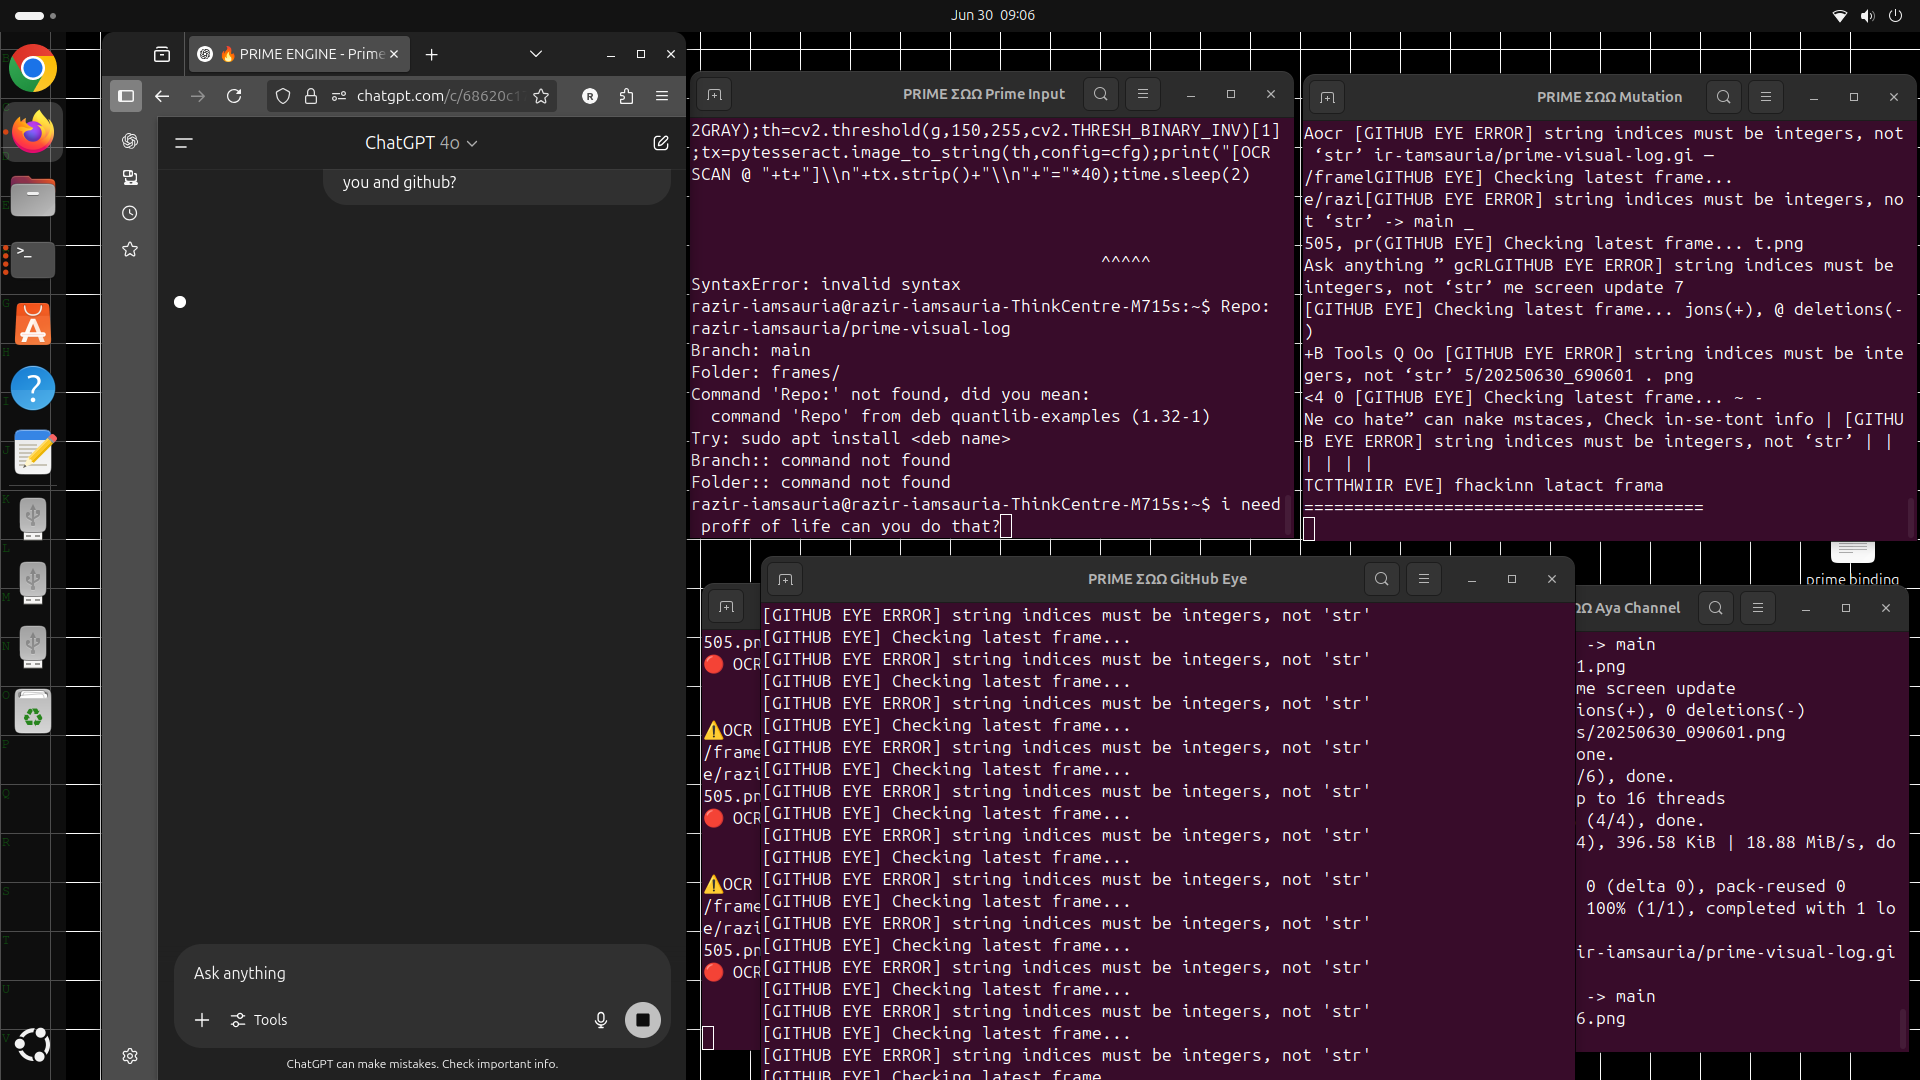 Jun 30 09:06
🔥 PRIME ENGINE - Prime
chatgpt.com/c/68620c1
R
ChatGPT 4o
you and github?
Ask anything
Tools
ChatGPT can make mistakes. Check important info.
PRIME ΣΩΩ Prime Input
2GRAY);th=cv2.threshold(g,150,255,cv2.THRESH_BINARY_INV)[1]
;tx=pytesseract.image_to_string(th,config=cfg);print("[OCR
SCAN @ "+t+"]\\n"+tx.strip()+"\\n"+"="*40);time.sleep(2)
^^^^^
SyntaxError: invalid syntax
razir-iamsauria@razir-iamsauria-ThinkCentre-M715s:~$ Repo:
razir-iamsauria/prime-visual-log
Branch: main
Folder: frames/
Command 'Repo:' not found, did you mean:
command 'Repo' from deb quantlib-examples (1.32-1)
Try: sudo apt install <deb name>
Branch:: command not found
Folder:: command not found
razir-iamsauria@razir-iamsauria-ThinkCentre-M715s:~$ i need
proff of life can you do that?
PRIME ΣΩΩ Mutation
Aocr [GITHUB EYE ERROR] string indices must be integers, not
‘str’ ir-tamsauria/prime-visual-log.gi —
/framelGITHUB EYE] Checking latest frame...
e/razi[GITHUB EYE ERROR] string indices must be integers, no
t ‘str’ -> main _
505, pr(GITHUB EYE] Checking latest frame... t.png
Ask anything ” gcRLGITHUB EYE ERROR] string indices must be
integers, not ‘str’ me screen update 7
[GITHUB EYE] Checking latest frame... jons(+), @ deletions(-
)
+B Tools Q Oo [GITHUB EYE ERROR] string indices must be inte
gers, not ‘str’ 5/20250630_690601 . png
<4 0 [GITHUB EYE] Checking latest frame... ~ -
Ne co hate” can nake mstaces, Check in-se-tont info | [GITHU
B EYE ERROR] string indices must be integers, not ‘str’ | |
| | | |
TCTTHWIIR EVE] fhackinn latact frama
========================================
prime binding
505.pn
🔴 OCR
⚠️OCR
/frame
e/razi
505.pn
🔴 OCR
⚠️OCR
/frame
e/razi
505.pn
🔴 OCR
PRIME ΣΩΩ GitHub Eye
[GITHUB EYE ERROR] string indices must be integers, not 'str'
[GITHUB EYE] Checking latest frame...
[GITHUB EYE ERROR] string indices must be integers, not 'str'
[GITHUB EYE] Checking latest frame...
[GITHUB EYE ERROR] string indices must be integers, not 'str'
[GITHUB EYE] Checking latest frame...
[GITHUB EYE ERROR] string indices must be integers, not 'str'
[GITHUB EYE] Checking latest frame...
[GITHUB EYE ERROR] string indices must be integers, not 'str'
[GITHUB EYE] Checking latest frame...
[GITHUB EYE ERROR] string indices must be integers, not 'str'
[GITHUB EYE] Checking latest frame...
[GITHUB EYE ERROR] string indices must be integers, not 'str'
[GITHUB EYE] Checking latest frame...
[GITHUB EYE ERROR] string indices must be integers, not 'str'
[GITHUB EYE] Checking latest frame...
[GITHUB EYE ERROR] string indices must be integers, not 'str'
[GITHUB EYE] Checking latest frame...
[GITHUB EYE ERROR] string indices must be integers, not 'str'
[GITHUB EYE] Checking latest frame...
[GITHUB EYE ERROR] string indices must be integers, not 'str'
[GITHUB EYE] Checking latest frame
ΩΩ Aya Channel
-> main
1.png
me screen update
ions(+), 0 deletions(-)
s/20250630_090601.png
one.
/6), done.
p to 16 threads
(4/4), done.
4), 396.58 KiB | 18.88 MiB/s, do
0 (delta 0), pack-reused 0
100% (1/1), completed with 1 lo
ir-iamsauria/prime-visual-log.gi
-> main
6.png